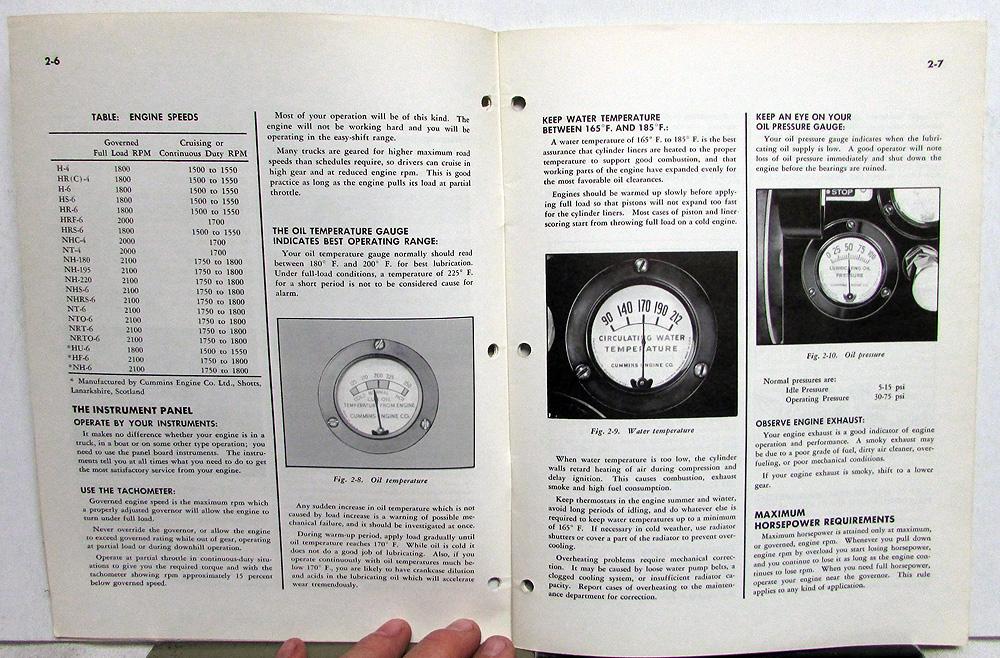 2-6
TABLE: ENGINE SPEEDS
Governed Cruising or
Full Load RPM Continuous Duty RPM
H-4 1800 1500 to 1550
HR(C)-4 1800 1500 to 1550
H-6 1800 1500 to 1550
HS-6 1800 1500 to 1550
HR-6 1800 1500 to 1550
HRF-6 2000 1700
HRS-6 1800 1500 to 1550
NHC-4 2000 1700
NT-4 2000 1700
NH-180 2100 1750 to 1800
NH-195 2100 1750 to 1800
NH-220 2100 1750 to 1800
NHS-6 2100 1750 to 1800
NHRS-6 2100 1750 to 1800
NT-6 2100 1750 to 1800
NTO-6 2100 1750 to 1800
NRT-6 2100 1750 to 1800
NRTO-6 2100 1750 to 1800
*HU-6 1800 1500 to 1550
*HF-6 2100 1750 to 1800
*NH-6 2100 1750 to 1800
* Manufactured by Cummins Engine Co. Ltd., Shotts,
Lanarkshire, Scotland
THE INSTRUMENT PANEL
OPERATE BY YOUR INSTRUMENTS:
It makes no difference whether your engine is in a
truck, in a boat or on some other type operation; you
need to use the panel board instruments. The instru-
ments tell you at all times what you need to do to get
the most satisfactory service from your engine.
USE THE TACHOMETER:
Governed engine speed is the maximum rpm which
a properly adjusted governor will allow the engine to
turn under full load.
Never override the governor, or allow the engine
to exceed governed rating while out of gear, operating
at partial load or during downhill operation.
Operate at partial throttle in continuous-duty situ-
ations to give you the required torque and with the
tachometer showing rpm approximately 15 percent
below governed speed.
Most of your operation will be of this kind. The
engine will not be working hard and you will be
operating in the easy-shift range.
Many trucks are geared for higher maximum road
speeds than schedules require, so drivers can cruise in
high gear and at reduced engine rpm. This is good
practice as long as the engine pulls its load at partial
throttle.
THE OIL TEMPERATURE GAUGE
INDICATES BEST OPERATING RANGE:
Your oil temperature gauge normally should read
between 180° F. and 200° F. for best lubrication.
Under full-load conditions, a temperature of 225° F.
for a short period is not to be considered cause for
alarm.
TEMPERATURE FROM ENGINE
CUMMINS ENGINE CO.
Fig. 2-8. Oil temperature
Any sudden increase in oil temperature which is not
caused by load increase is a warning of possible me-
chanical failure, and it should be investigated at once.
During warm-up period, apply load gradually until
oil temperature reaches 170° F. While oil is cold it
does not do a good job of lubricating. Also, if you
operate continuously with oil temperatures much be-
low 170° F., you are likely to have crankcase dilution
and acids in the lubricating oil which will accelerate
wear tremendously.
2-7
KEEP WATER TEMPERATURE
BETWEEN 165° F. AND 185° F.:
A water temperature of 165° F. to 185° F. is the best
assurance that cylinder liners are heated to the proper
temperature to support good combustion, and that
working parts of the engine have expanded evenly for
the most favorable oil clearances.
Engines should be warmed up slowly before apply-
ing full load so that pistons will not expand too fast
for the cylinder liners. Most cases of piston and liner
scoring start from throwing full load on a cold engine.
90 140 170 190 212
CIRCULATING WATER
TEMPERATURE
CUMMINS ENGINE CO.
Fig. 2-9. Water temperature
When water temperature is too low, the cylinder
walls retard heating of air during compression and
delay ignition. This causes combustion, exhaust
smoke and high fuel consumption.
Keep thermostats in the engine summer and winter,
avoid long periods of idling, and do whatever else is
required to keep water temperatures up to a minimum
of 165° F. If necessary in cold weather, use radiator
shutters or cover a part of the radiator to prevent over-
cooling.
Overheating problems require mechanical correc-
tion. It may be caused by loose water pump belts, a
clogged cooling system, or insufficient radiator ca-
pacity. Report cases of overheating to the mainten-
ance department for correction.
KEEP AN EYE ON YOUR
OIL PRESSURE GAUGE:
Your oil pressure gauge indicates when the lubri-
cating oil supply is low. A good operator will note
loss of oil pressure immediately and shut down the
engine before the bearings are ruined.
STOP
0 25 50 75 100
LUBRICATING OIL
PRESSURE
CUMMINS ENGINE CO.
Fig. 2-10. Oil pressure
Normal pressures are:
Idle Pressure 5-15 psi
Operating Pressure 30-75 psi
OBSERVE ENGINE EXHAUST:
Your engine exhaust is a good indicator of engine
operation and performance. A smoky exhaust may
be due to a poor grade of fuel, dirty air cleaner, over-
fueling, or poor mechanical conditions.
If your engine exhaust is smoky, shift to a lower
gear.
MAXIMUM
HORSEPOWER REQUIREMENTS
Maximum horsepower is attained only at maximum,
or governed, engine rpm. Whenever you pull down
engine rpm by overload you start losing horsepower,
and you continue to lose it as long as the engine con-
tinues to lose rpm. When you need full horsepower,
operate your engine near the governor. This rule
applies to any kind of application.